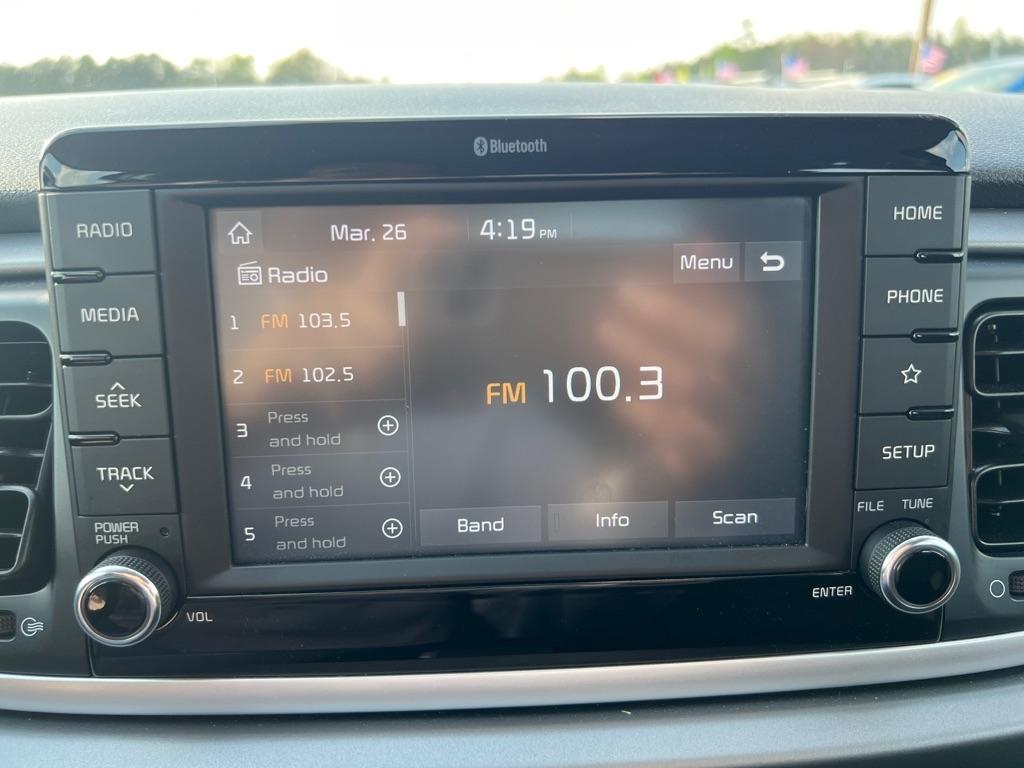 Bluetooth
RADIO
MEDIA
SEEK
TRACK
POWER
PUSH
VOL
Mar. 26
4:19 PM
Radio
Menu
1 FM 103.5
2 FM 102.5
3 Press
and hold
4 Press
and hold
5 Press
and hold
FM 100.3
Band
Info
Scan
HOME
PHONE
SETUP
FILE TUNE
ENTER